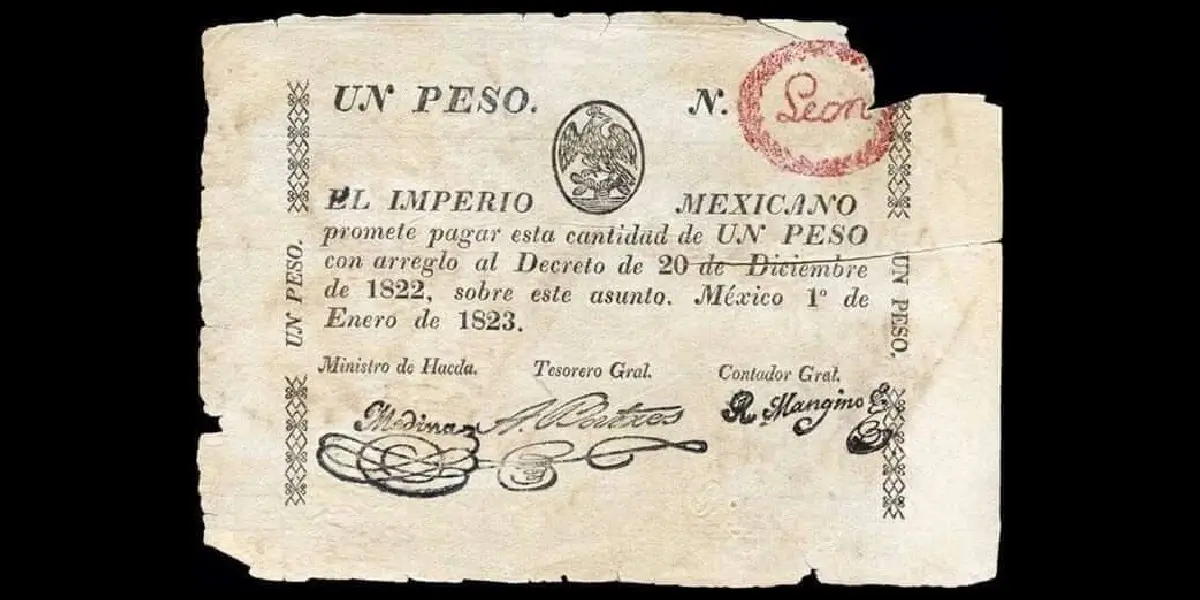 UN PESO. N. Leon
EL IMPERIO MEXICANO
promete pagar esta cantidad de UN PESO
con arreglo al Decreto de 20 de Diciembre
de 1822, sobre este asunto. México 1º de
Enero de 1823.
Ministro de Hacda. Tesorero Gral. Contador Gral.
Medina R. Mangino
UN PESO.
UN PESO.